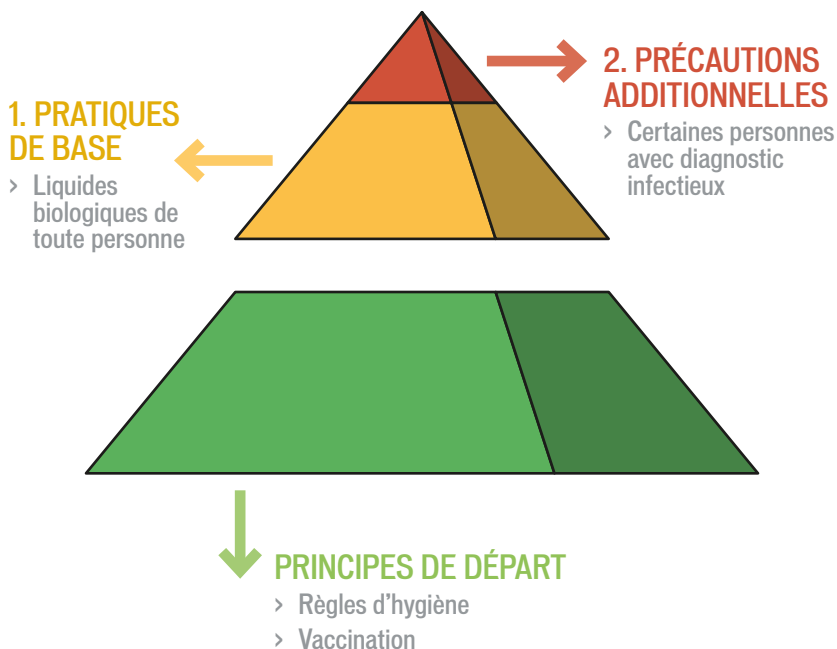 1. PRATIQUES
DE BASE
› Liquides
biologiques de
toute personne
2. PRÉCAUTIONS
ADDITIONNELLES
› Certaines personnes
avec diagnostic
infectieux
PRINCIPES DE DÉPART
› Règles d'hygiène
› Vaccination